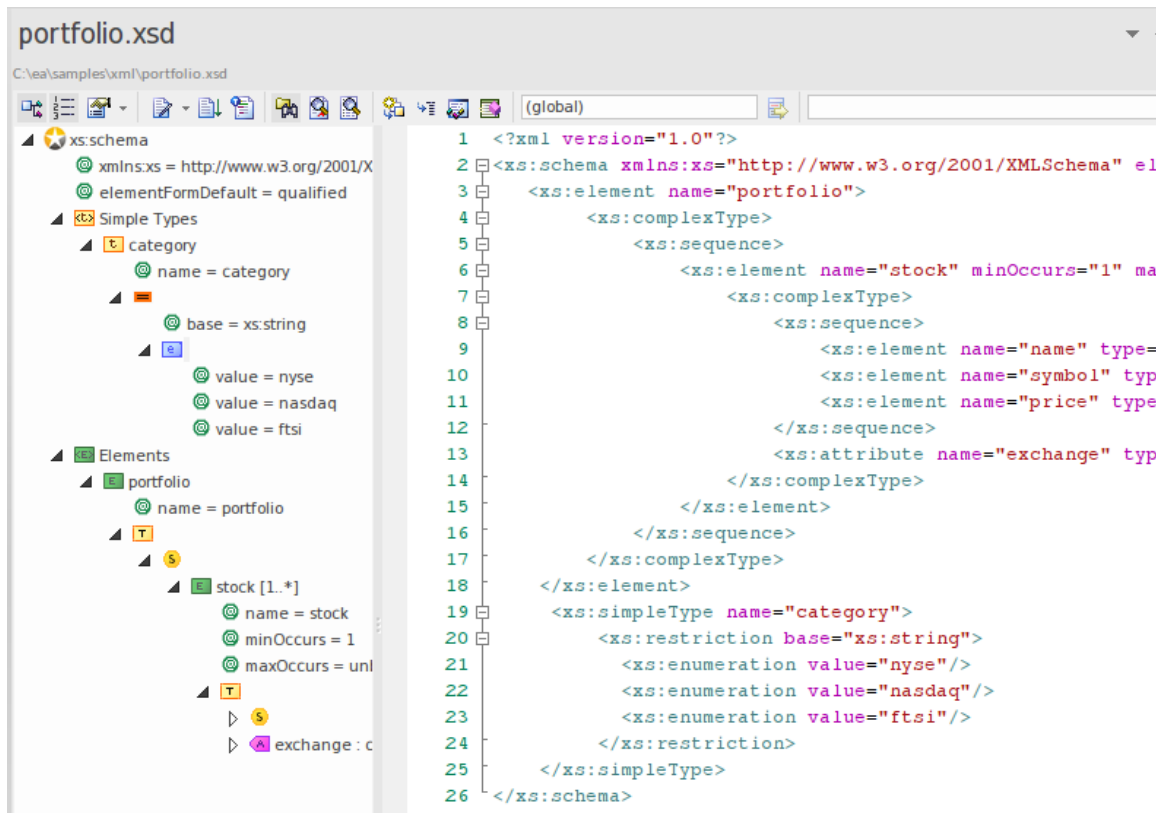 portfolio.xsd
C:\ea\samples\xml\portfolio.xsd
(global)
xs:schema
xmlns:xs = http://www.w3.org/2001/X
elementFormDefault = qualified
<t> Simple Types
t category
@ name = category
@ base = xs:string
e
@ value = nyse
@ value = nasdaq
@ value = ftsi
<E> Elements
E portfolio
@ name = portfolio
T
S
E stock [1..*]
@ name = stock
@ minOccurs = 1
@ maxOccurs = unl
T
S
A exchange : c
1 <?xml version="1.0"?>
2 <xs:schema xmlns:xs="http://www.w3.org/2001/XMLSchema" el
3 <xs:element name="portfolio">
4 <xs:complexType>
5 <xs:sequence>
6 <xs:element name="stock" minOccurs="1" ma
7 <xs:complexType>
8 <xs:sequence>
9 <xs:element name="name" type=
10 <xs:element name="symbol" typ
11 <xs:element name="price" type
12 </xs:sequence>
13 <xs:attribute name="exchange" typ
14 </xs:complexType>
15 </xs:element>
16 </xs:sequence>
17 </xs:complexType>
18 </xs:element>
19 <xs:simpleType name="category">
20 <xs:restriction base="xs:string">
21 <xs:enumeration value="nyse"/>
22 <xs:enumeration value="nasdaq"/>
23 <xs:enumeration value="ftsi"/>
24 </xs:restriction>
25 </xs:simpleType>
26 </xs:schema>